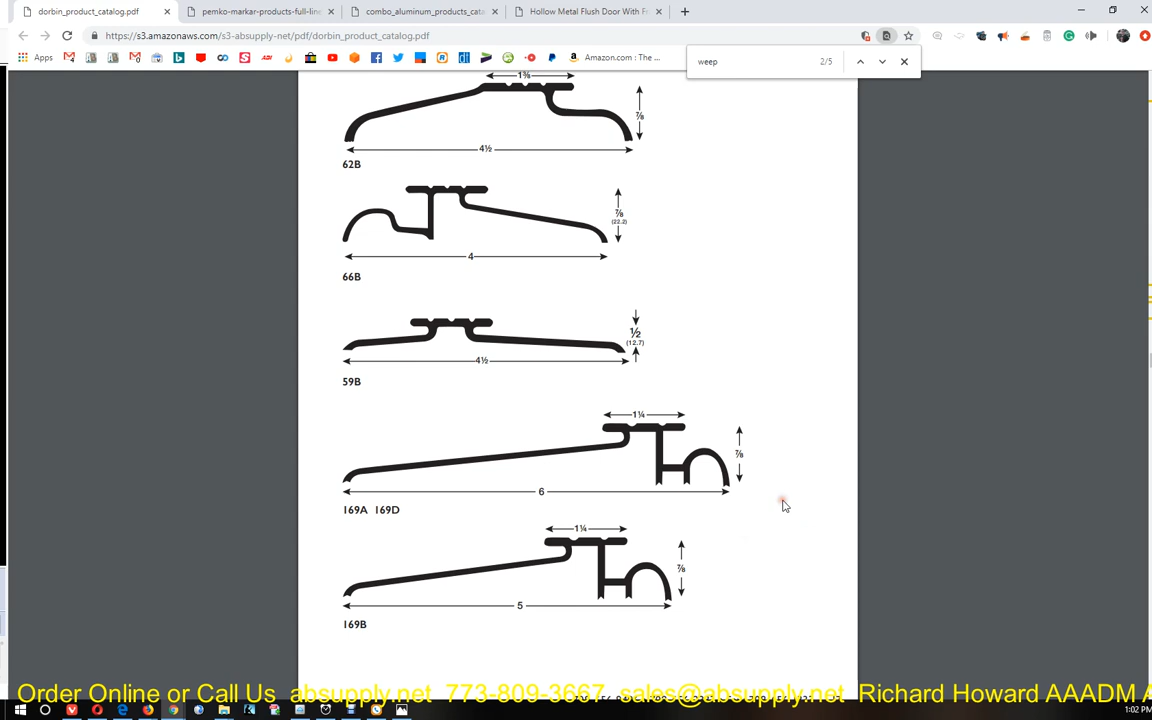 dorbin_product_catalog.pdf
pemko-markar-products-full-line
combo_aluminum_products_cata
Hollow Metal Flush Door With F
https://s3.amazonaws.com/s3-absupply-net/pdf/dorbin_product_catalog.pdf
weep 2/5
Apps
Amazon.com : The ...
1⅜
⅞
4½
62B
⅞
(22.2)
4
66B
½
(12.7)
4½
59B
1¼
⅞
6
169A 169D
1¼
⅞
5
169B
Order Online or Call Us absupply.net 773-809-3667 sales@absupply.net Richard Howard AAADM A
1:02 PM